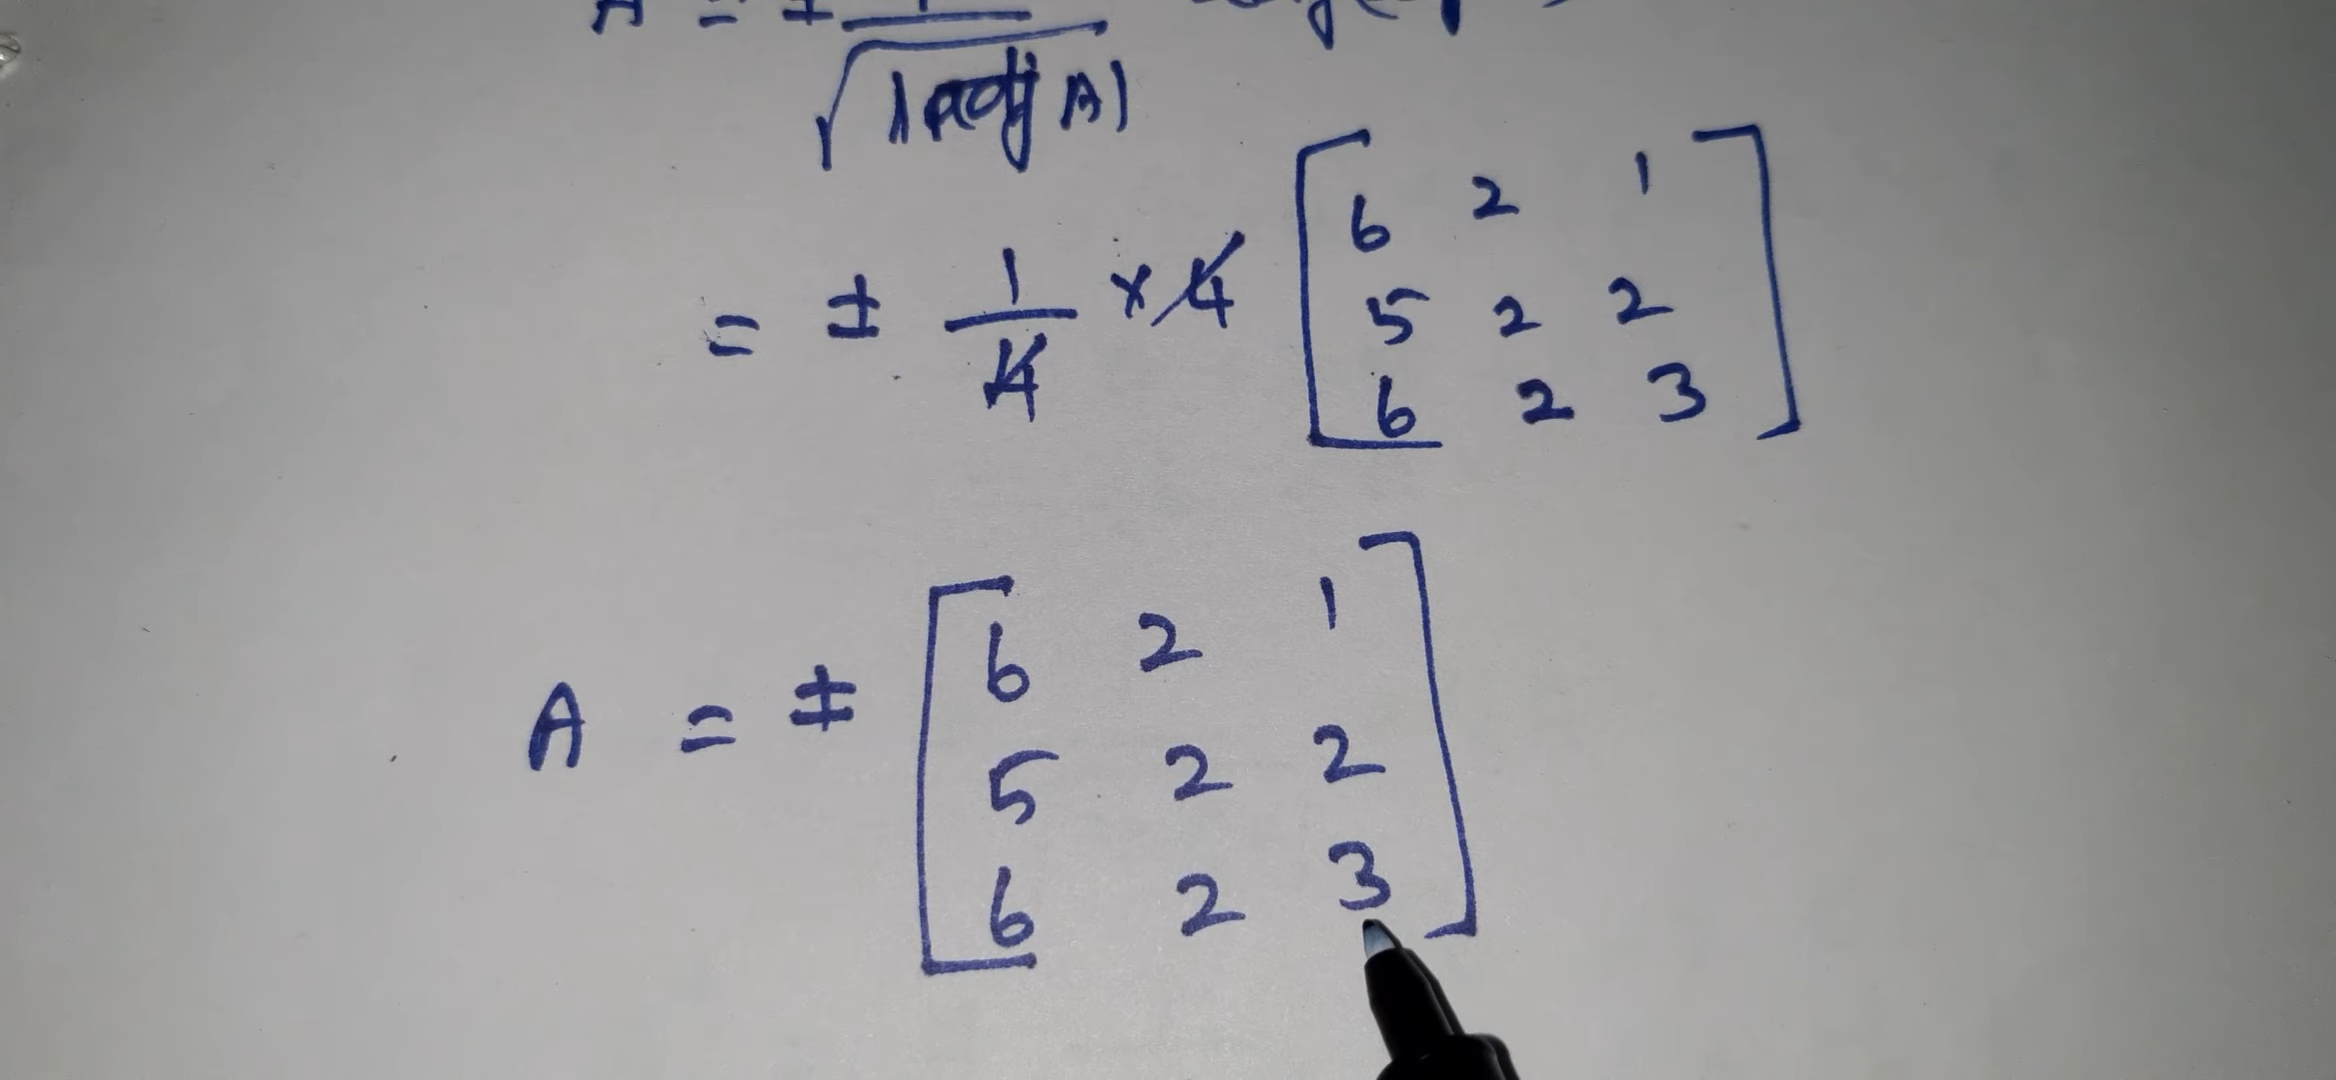 A = ±
√|adj A|
= ± 1/4 × 4 [6 2 1
5 2 2
6 2 3]
A = ± [6 2 1
5 2 2
6 2 3]